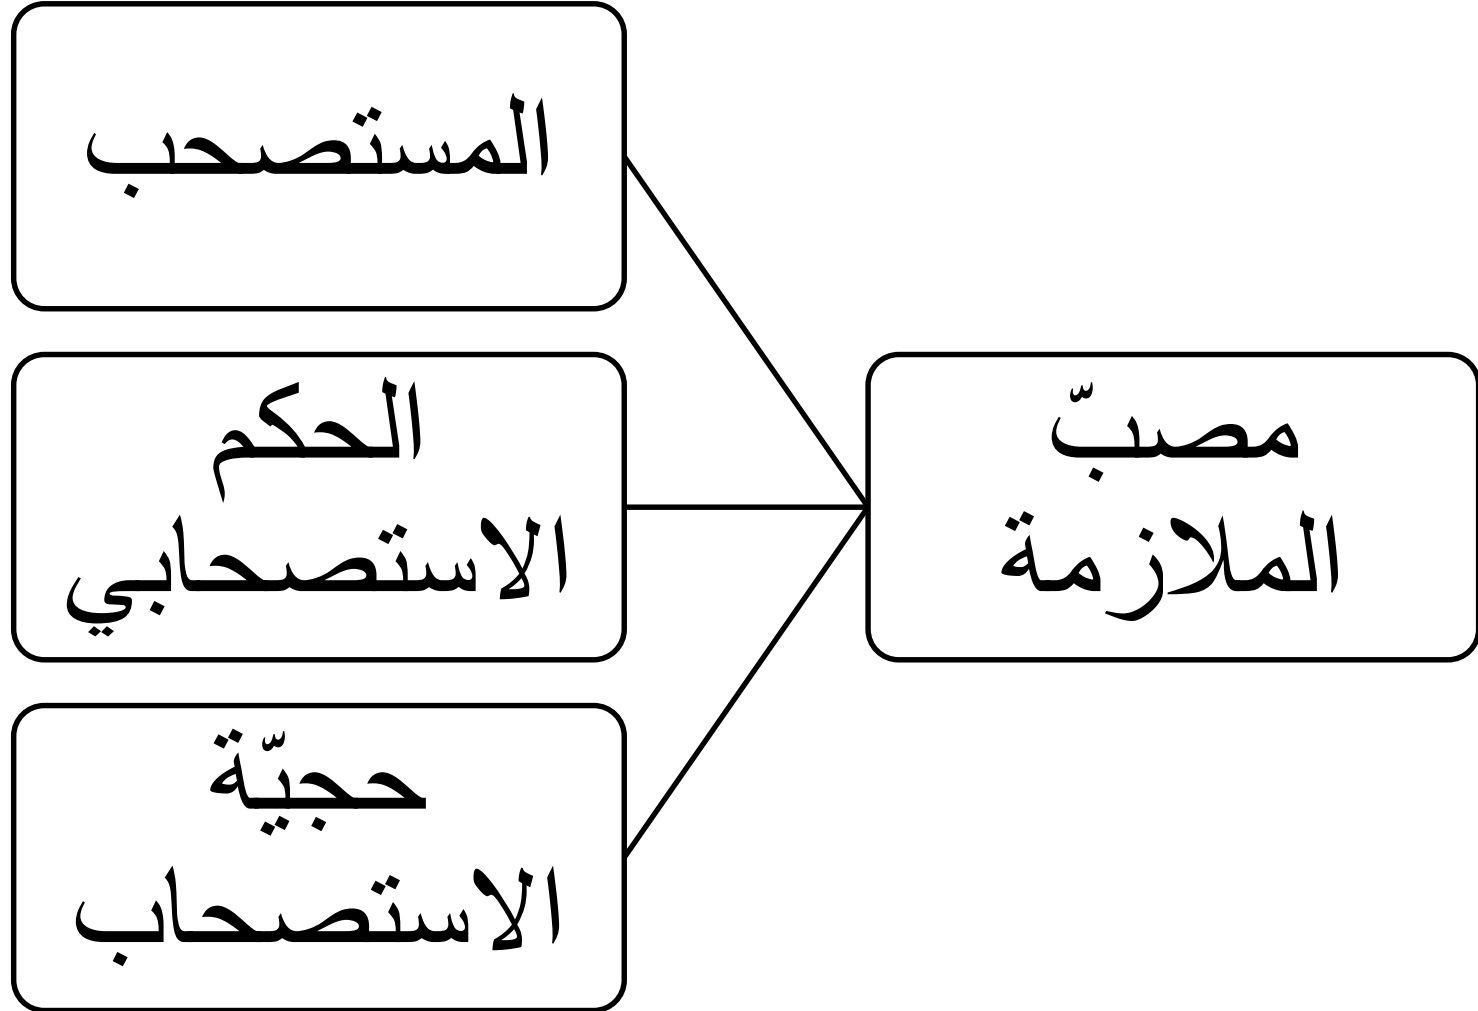 مصبّ
الملازمة
المستصحب
الحكم
الاستصحابي
حجيّة
الاستصحاب